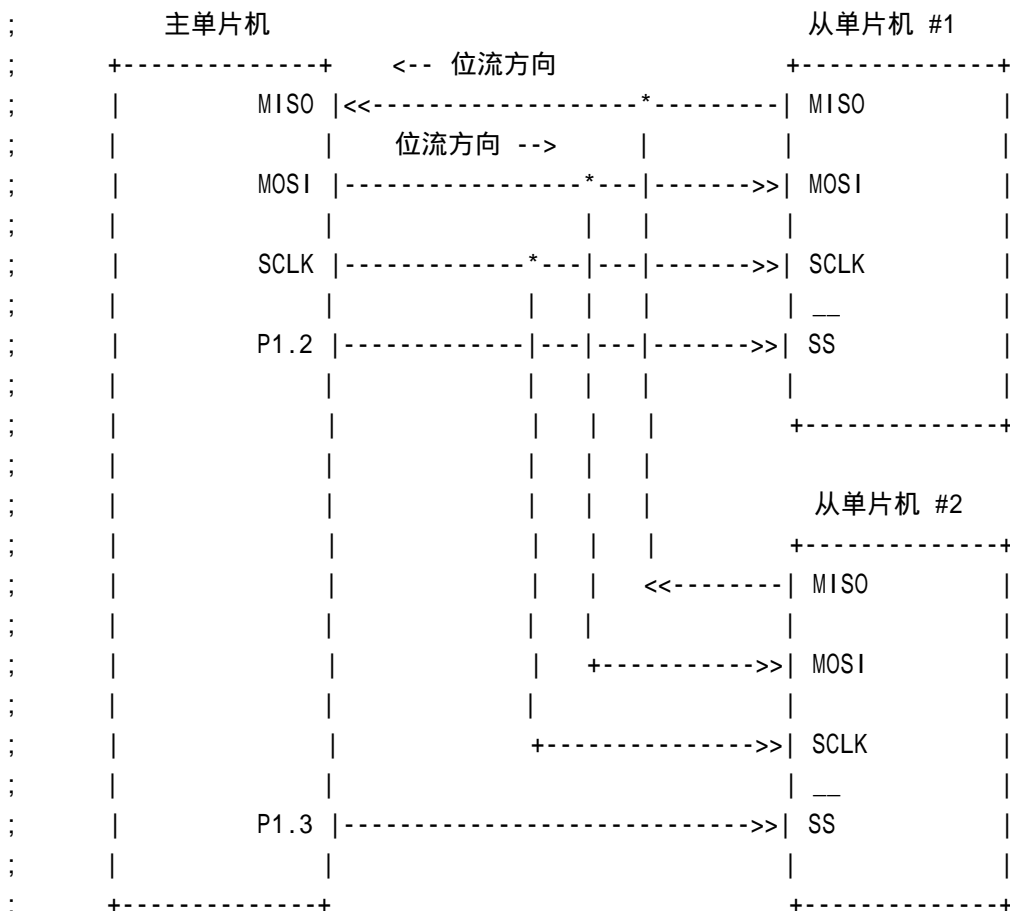 ;          主单片机                                      从单片机 #1
;      +--------------+    <-- 位流方向                +--------------+
;      |         MISO |<<---------------------*---------| MISO         |
;      |              |    位流方向 -->       |         |              |
;      |         MOSI |-----------------*---|------->>| MOSI         |
;      |              |                 |   |         |              |
;      |         SCLK |-------------*---|---|------->>| SCLK         |
;      |              |             |   |   |         | __           |
;      |         P1.2 |-------------|---|---|------->>| SS           |
;      |              |             |   |   |         |              |
;      |              |             |   |   |         +--------------+
;      |              |             |   |   |
;      |              |             |   |   |           从单片机 #2
;      |              |             |   |   |         +--------------+
;      |              |             |   |   <<--------| MISO         |
;      |              |             |   |             |              |
;      |              |             |   +----------->>| MOSI         |
;      |              |             |                 |              |
;      |              |             +--------------->>| SCLK         |
;      |              |                               | __           |
;      |         P1.3 |----------------------------->>| SS           |
;      |              |                               |              |
;      +--------------+                               +--------------+